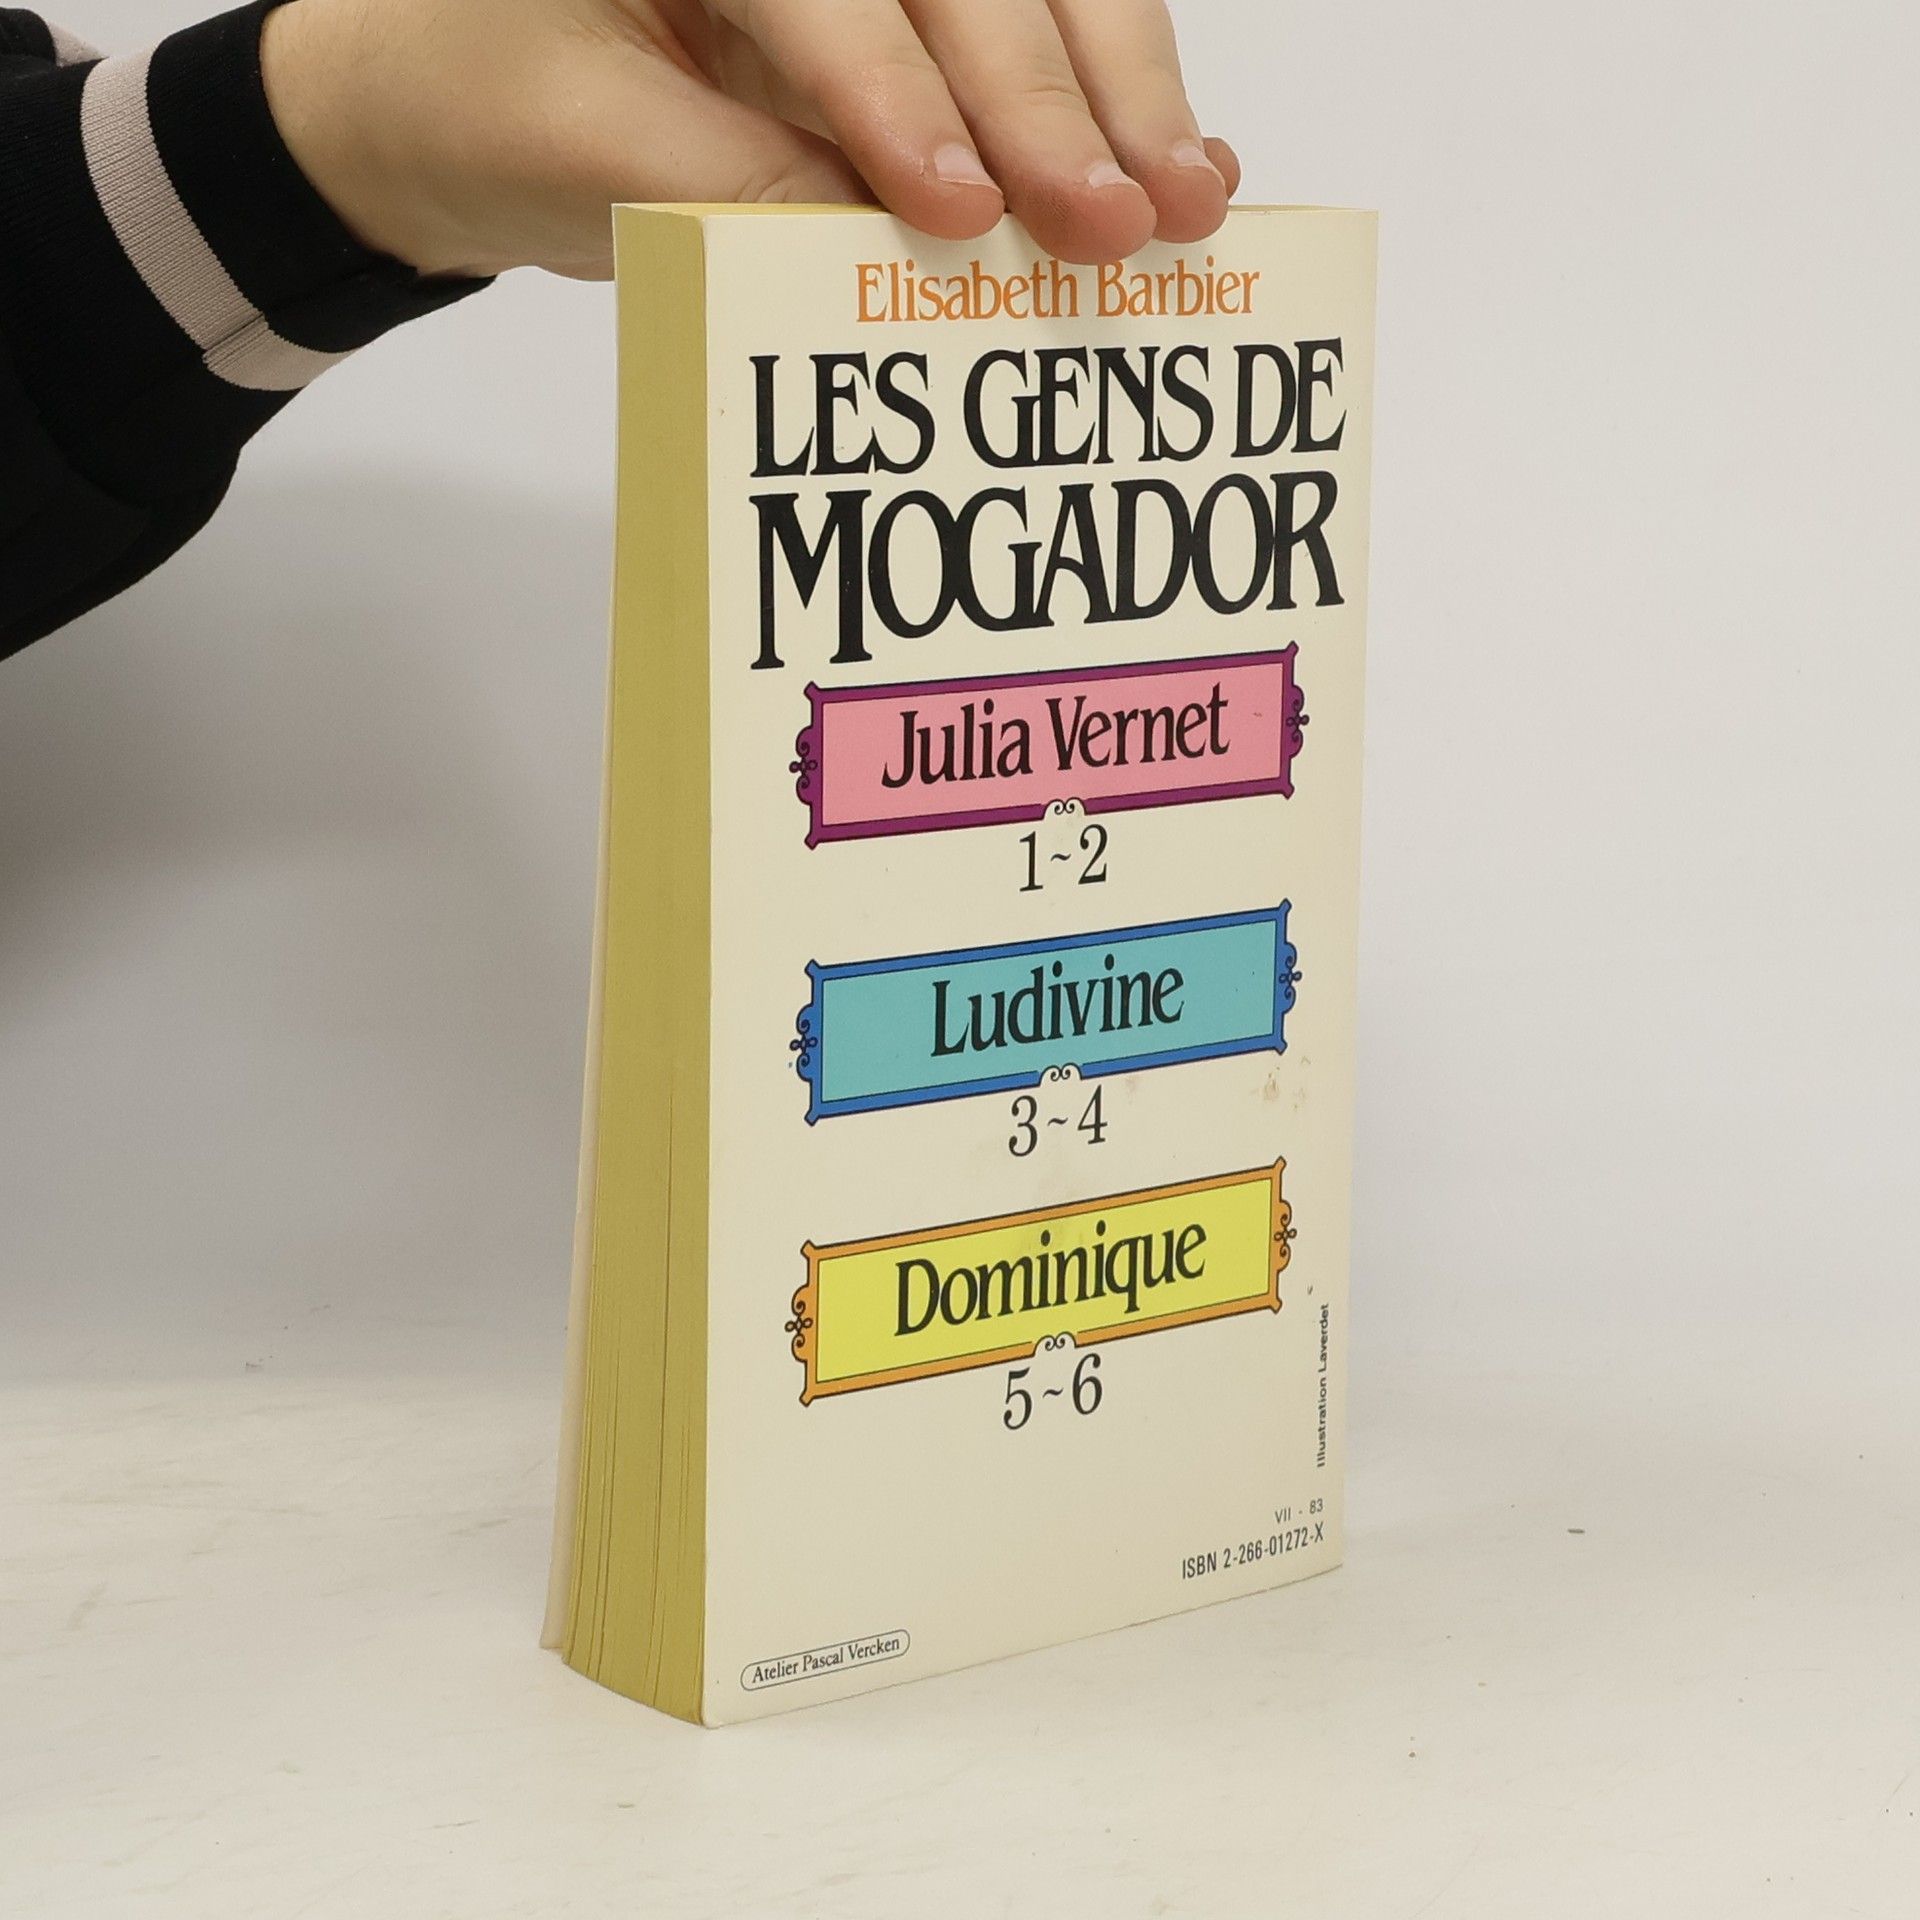 Elisabeth Barbier
LES GENS DE
MOGADOR
Julia Vernet
1~2
Ludivine
3~4
Dominique
5~6
Illustration Laverdet
VII - 83
ISBN 2-266-01272-X
Atelier Pascal Vercken